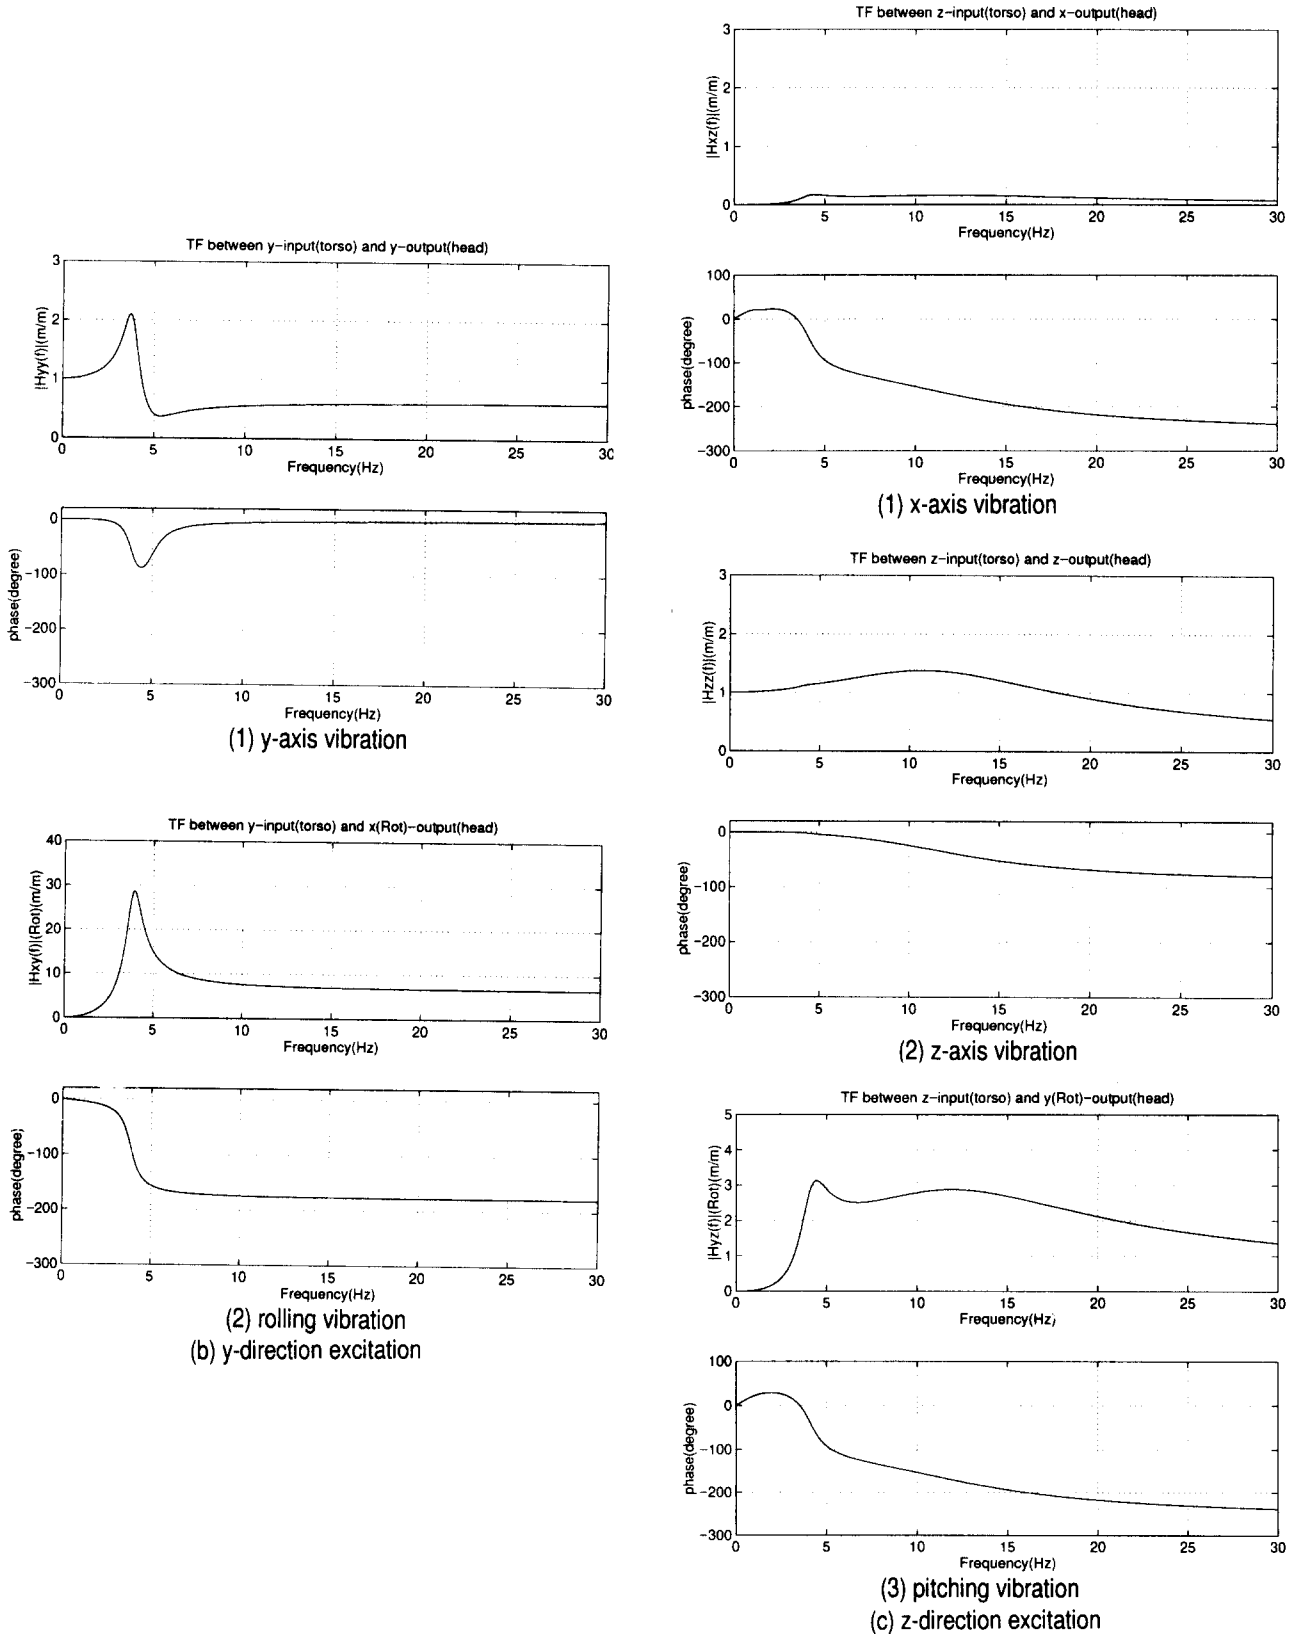 TF between y-input(torso) and y-output(head)
|Hyy(f)|(m/m)
3
2
1
0
0 5 10 15 20 25 30
Frequency(Hz)
phase(degree)
0
-100
-200
-300
0 5 10 15 20 25 30
Frequency(Hz)
(1) y-axis vibration
TF between y-input(torso) and x(Rot)-output(head)
|Hxy(f)|(Rot)(m/m)
40
30
20
10
0
0 5 10 15 20 25 30
Frequency(Hz)
phase(degree)
0
-100
-200
-300
0 5 10 15 20 25 30
Frequency(Hz)
(2) rolling vibration
(b) y-direction excitation
TF between z-input(torso) and x-output(head)
|Hxz(f)|(m/m)
3
2
1
0
0 5 10 15 20 25 30
Frequency(Hz)
phase(degree)
100
0
-100
-200
-300
0 5 10 15 20 25 30
Frequency(Hz)
(1) x-axis vibration
TF between z-input(torso) and z-output(head)
|Hzz(f)|(m/m)
3
2
1
0
0 5 10 15 20 25 30
Frequency(Hz)
phase(degree)
0
-100
-200
-300
0 5 10 15 20 25 30
Frequency(Hz)
(2) z-axis vibration
TF between z-input(torso) and y(Rot)-output(head)
|Hyz(f)|(Rot)(m/m)
5
4
3
2
1
0
0 5 10 15 20 25 30
Frequency(Hz)
phase(degree)
100
0
-100
-200
-300
0 5 10 15 20 25 30
Frequency(Hz)
(3) pitching vibration
(c) z-direction excitation